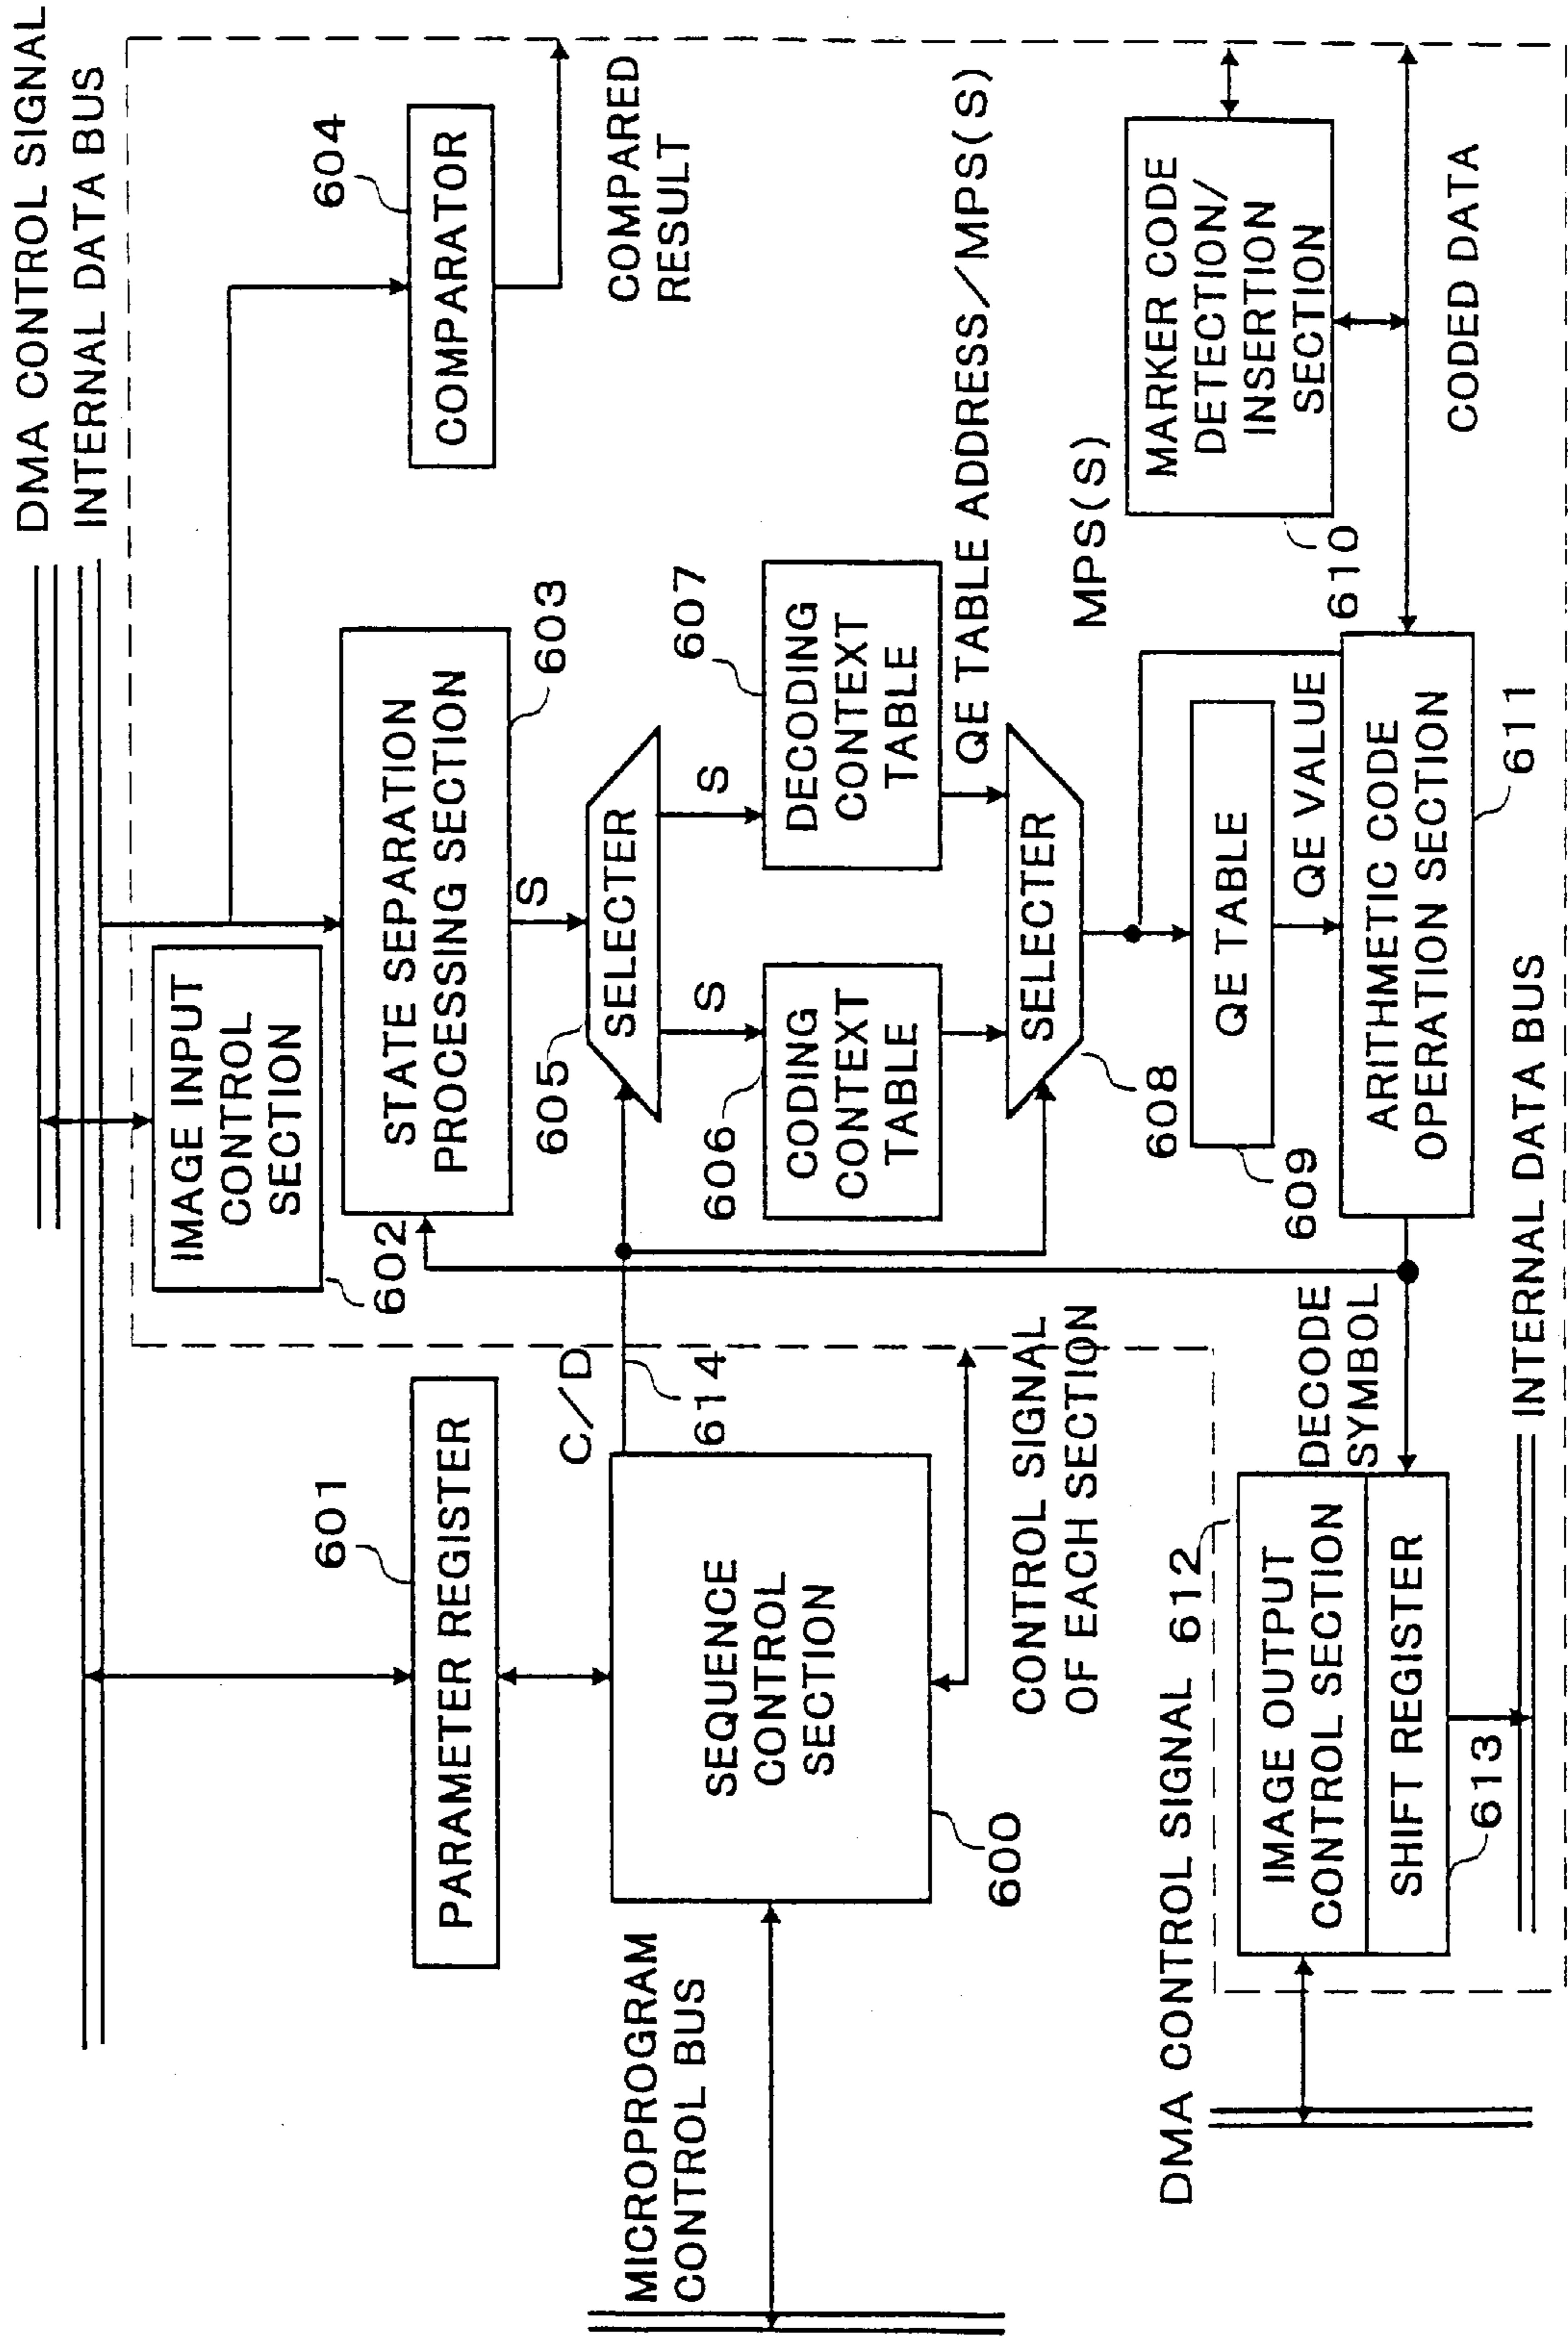 DMA CONTROL SIGNAL
INTERNAL DATA BUS
601
PARAMETER REGISTER
IMAGE INPUT
CONTROL
SECTION
602
604
COMPARATOR
COMPARED
RESULT
STATE SEPARATION
PROCESSING SECTION
603
S
C/D
614
605
SELECTER
S
S
MICROPROGRAM
CONTROL BUS
SEQUENCE
CONTROL
SECTION
600
CONTROL SIGNAL
OF EACH SECTION
606
CODING
CONTEXT
TABLE
607
DECODING
CONTEXT
TABLE
QE TABLE ADDRESS/MPS(S)
SELECTER
608
MPS(S)
QE TABLE
609
QE VALUE
MARKER CODE
DETECTION/
INSERTION
SECTION
610
DMA CONTROL SIGNAL
612
IMAGE OUTPUT
CONTROL SECTION
SHIFT REGISTER
613
DECODE
SYMBOL
ARITHMETIC CODE
OPERATION SECTION
611
CODED DATA
INTERNAL DATA BUS